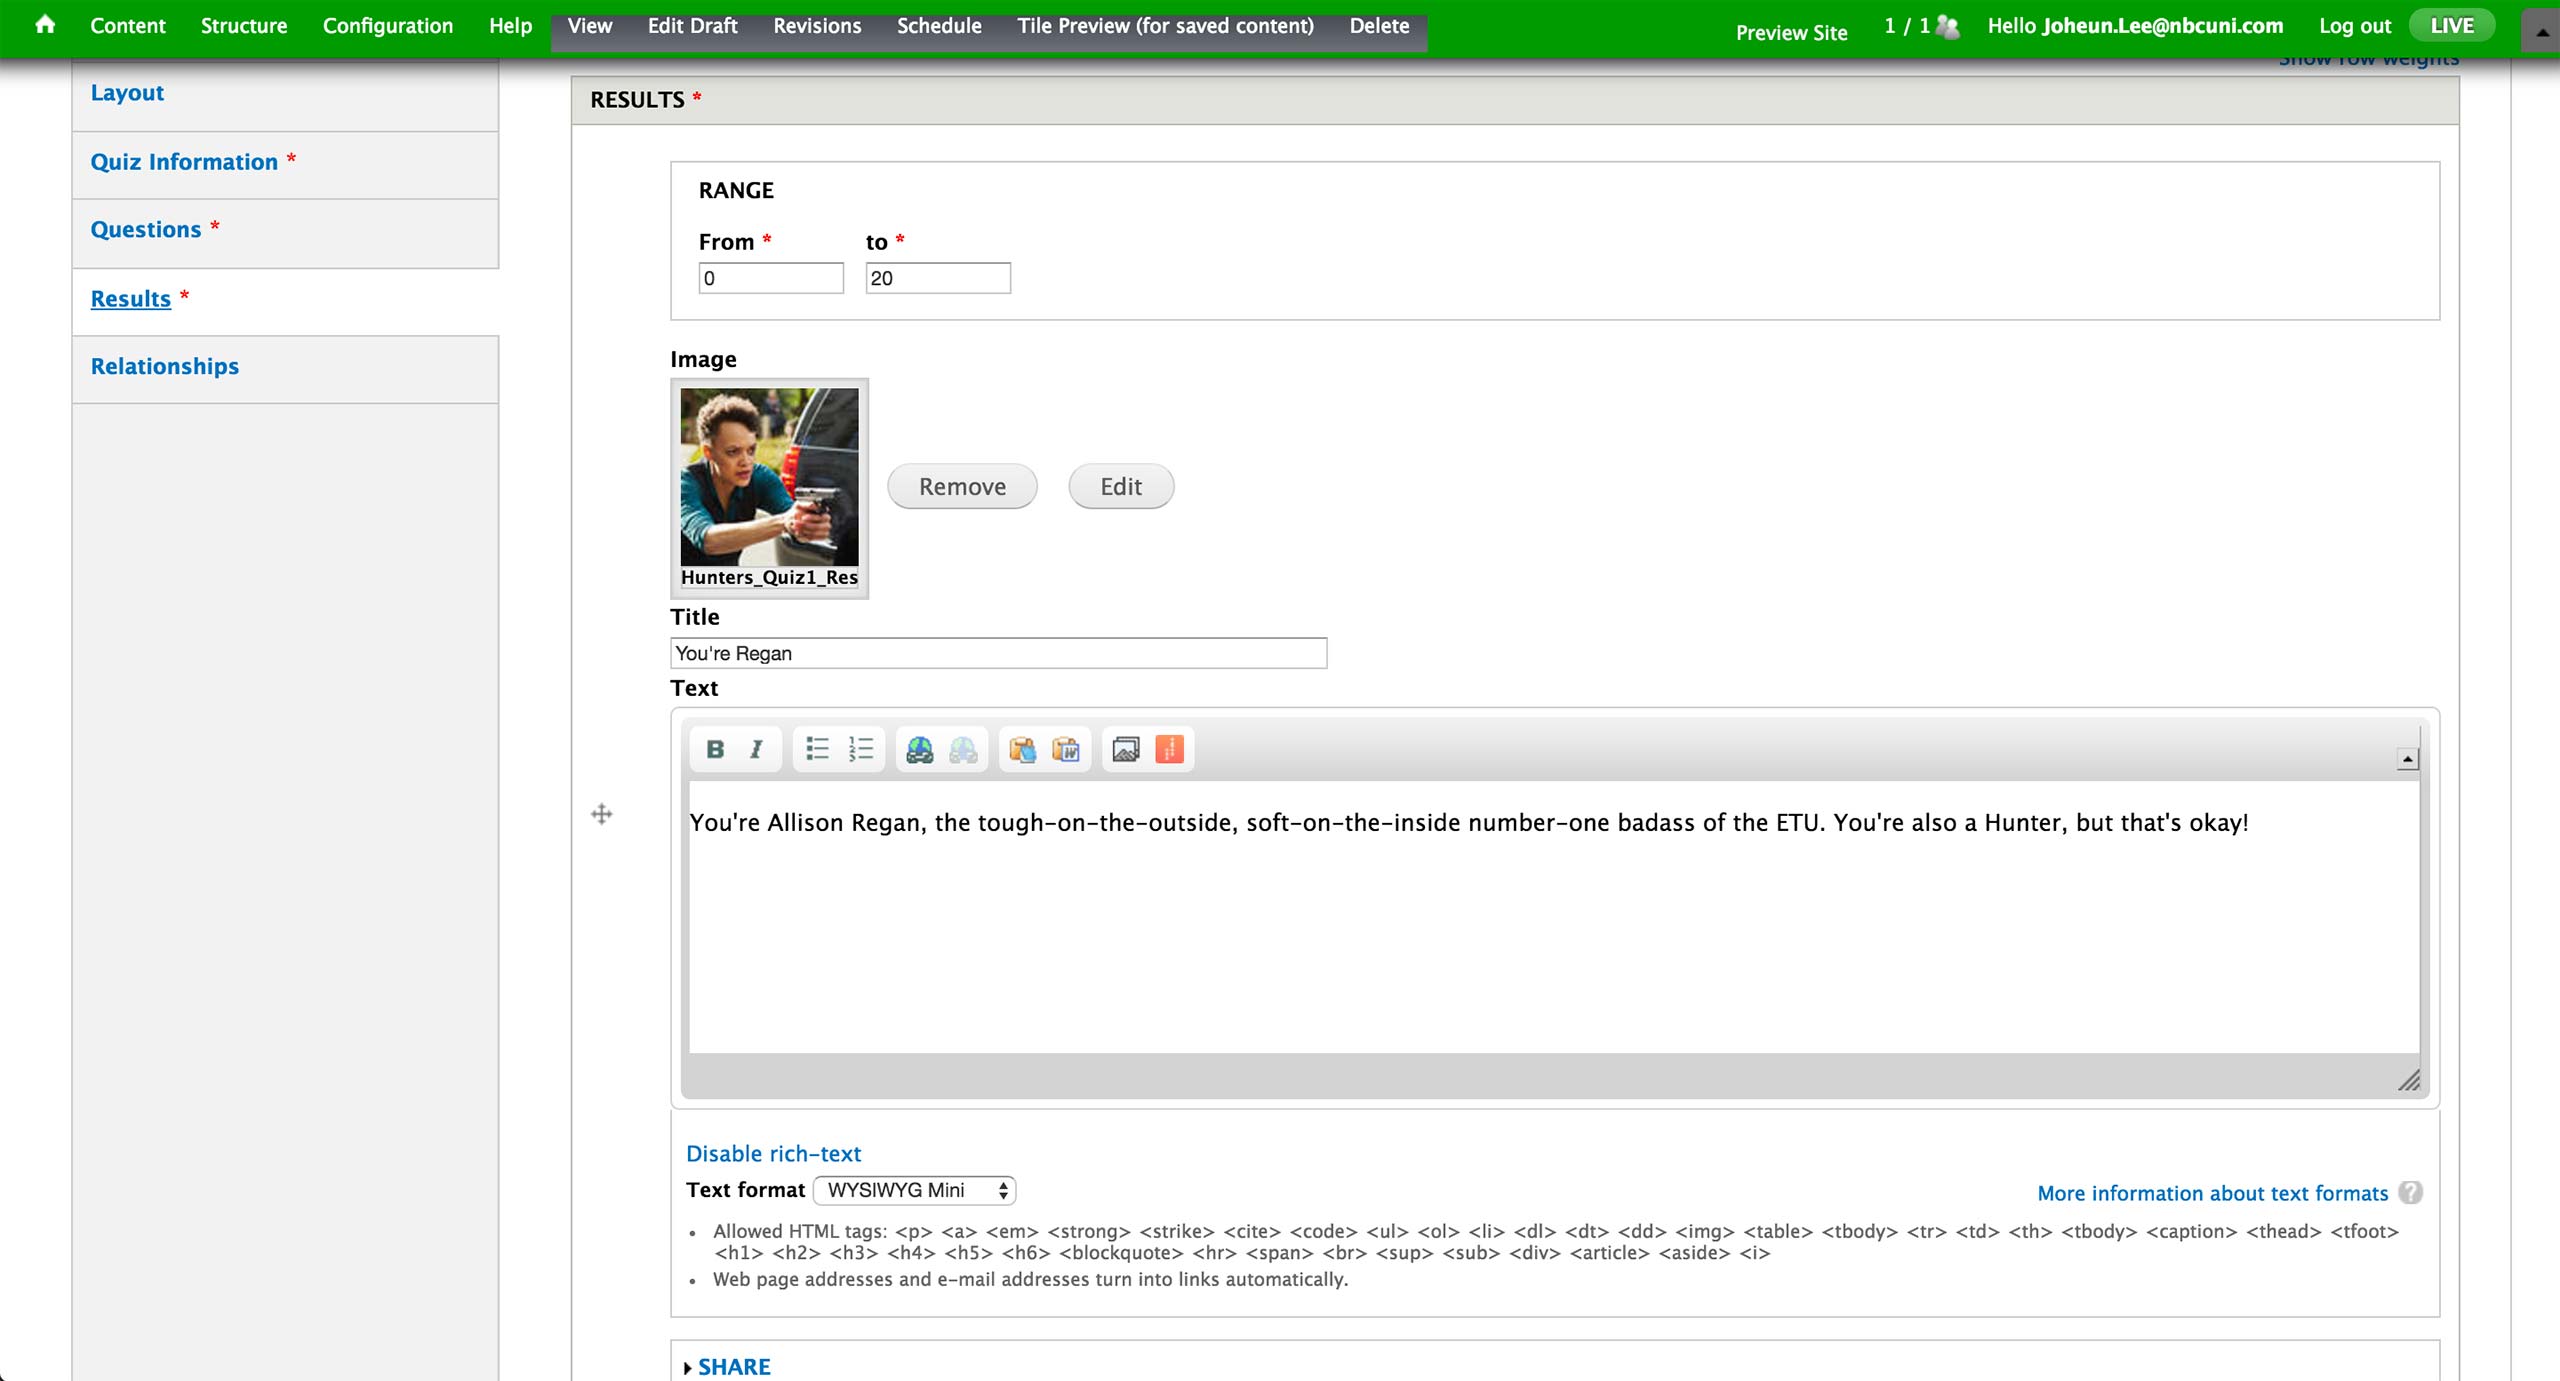 Content Structure Configuration Help View Edit Draft Revisions Schedule Tile Preview (for saved content) Delete Preview Site 1 / 1 Hello Joheun.Lee@nbcuni.com Log out LIVE
Show row weights
Layout
Quiz Information *
Questions *
Results *
Relationships
RESULTS *
RANGE
From * to *
0 20
Image
Hunters_Quiz1_Res
Remove Edit
Title
You're Regan
Text
B I
You're Allison Regan, the tough-on-the-outside, soft-on-the-inside number-one badass of the ETU. You're also a Hunter, but that's okay!
Disable rich-text
Text format WYSIWYG Mini
More information about text formats ?
• Allowed HTML tags: <p> <a> <em> <strong> <strike> <cite> <code> <ul> <ol> <li> <dl> <dt> <dd> <img> <table> <tbody> <tr> <td> <th> <tbody> <caption> <thead> <tfoot>
<h1> <h2> <h3> <h4> <h5> <h6> <blockquote> <hr> <span> <br> <sup> <sub> <div> <article> <aside> <i>
• Web page addresses and e-mail addresses turn into links automatically.
SHARE